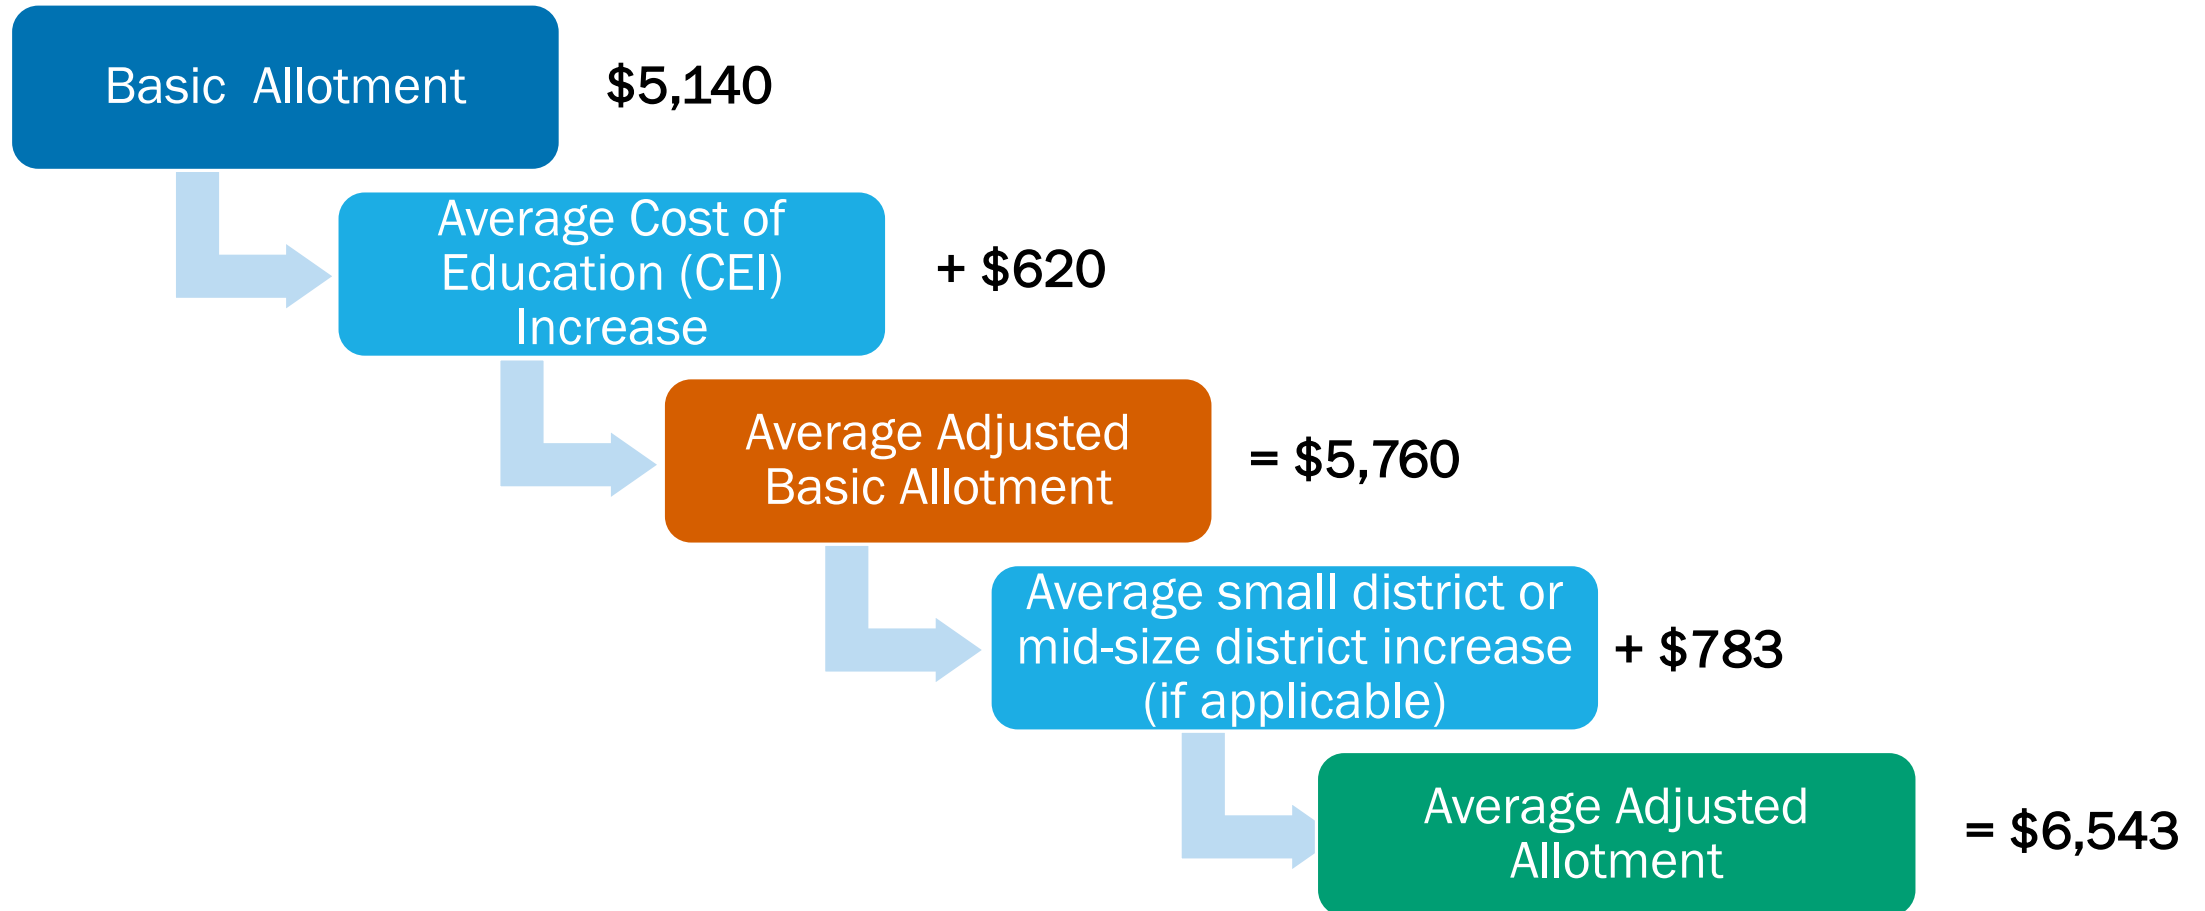 Basic  Allotment
$5,140
Average Cost of
Education (CEI)
Increase
+ $620
Average Adjusted
Basic Allotment
= $5,760
Average small district or
mid-size district increase
(if applicable)
+ $783
Average Adjusted
Allotment
= $6,543